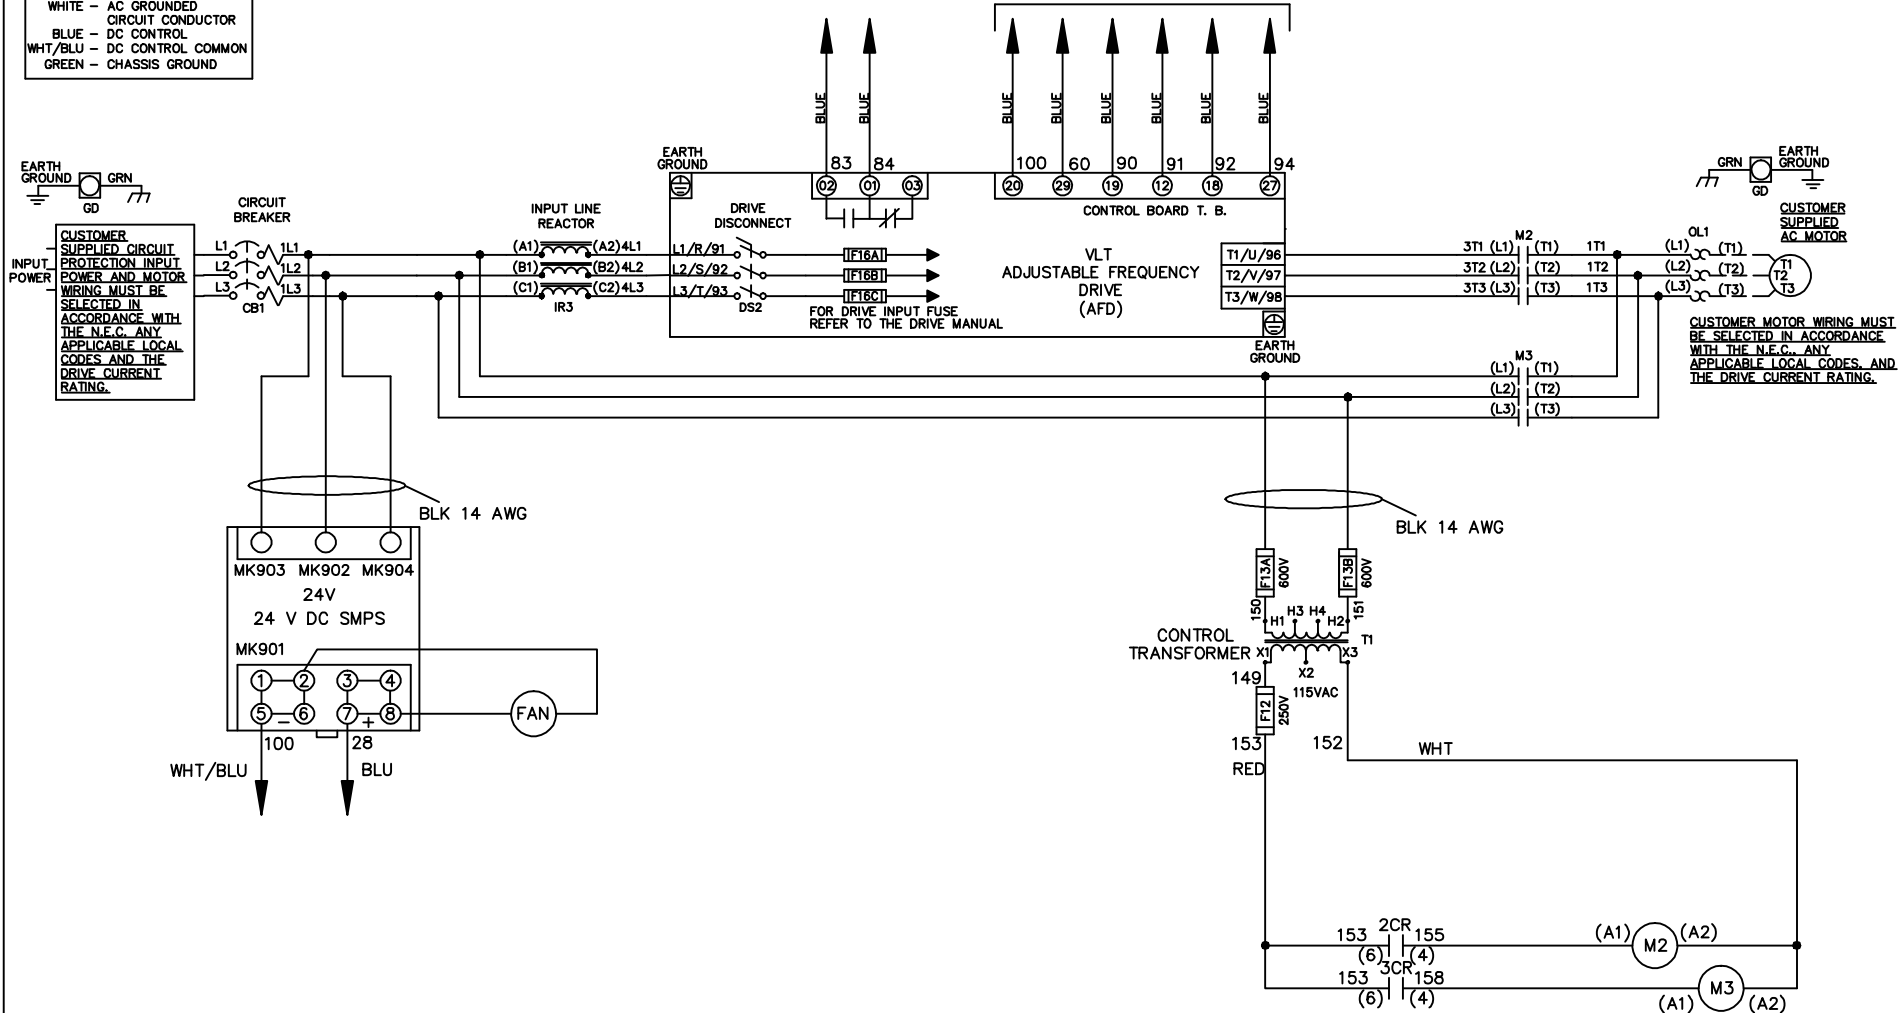 WHITE – AC GROUNDED
CIRCUIT CONDUCTOR
BLUE – DC CONTROL
WHT/BLU – DC CONTROL COMMON
GREEN – CHASSIS GROUND
BLUE
BLUE
BLUE
BLUE
BLUE
BLUE
BLUE
BLUE
EARTH
GROUND
GRN
GD
CIRCUIT
BREAKER
INPUT
POWER
CUSTOMER
SUPPLIED CIRCUIT
PROTECTION INPUT
POWER AND MOTOR
WIRING MUST BE
SELECTED IN
ACCORDANCE WITH
THE N.E.C. ANY
APPLICABLE LOCAL
CODES AND THE
DRIVE CURRENT
RATING.
L1 1L1
L2 1L2
L3 1L3
CB1
INPUT LINE
REACTOR
(A1) (A2) 4L1
(B1) (B2) 4L2
(C1) (C2) 4L3
IR3
EARTH
GROUND
83 84
02 01 03
100 60 90 91 92 94
20 29 19 12 18 27
CONTROL BOARD T. B.
DRIVE
DISCONNECT
L1/R/91
L2/S/92
L3/T/93
DS2
F16A
F16B
F16C
FOR DRIVE INPUT FUSE
REFER TO THE DRIVE MANUAL
VLT
ADJUSTABLE FREQUENCY
DRIVE
(AFD)
T1/U/96
T2/V/97
T3/W/98
EARTH
GROUND
M2
3T1 (L1) (T1) 1T1
3T2 (L2) (T2) 1T2
3T3 (L3) (T3) 1T3
M3
(L1) (T1)
(L2) (T2)
(L3) (T3)
OL1
(L1) (T1)
(L2) (T2)
(L3) (T3)
T1
T2
T3
GRN
EARTH
GROUND
GD
CUSTOMER
SUPPLIED
AC MOTOR
CUSTOMER MOTOR WIRING MUST
BE SELECTED IN ACCORDANCE
WITH THE N.E.C., ANY
APPLICABLE LOCAL CODES, AND
THE DRIVE CURRENT RATING.
BLK 14 AWG
MK903 MK902 MK904
24V
24 V DC SMPS
MK901
1 2 3 4
5 – 6 7 + 8
FAN
100 28
WHT/BLU BLU
BLK 14 AWG
F13A 600V
F13B 600V
150 151
H1 H3 H4 H2
T1
CONTROL
TRANSFORMER
X1 X3
X2
115VAC
149
F12 250V
153 152
RED
WHT
2CR
153 155
(6) (4)
(A1) M2 (A2)
3CR
153 158
(6) (4)
(A1) M3 (A2)